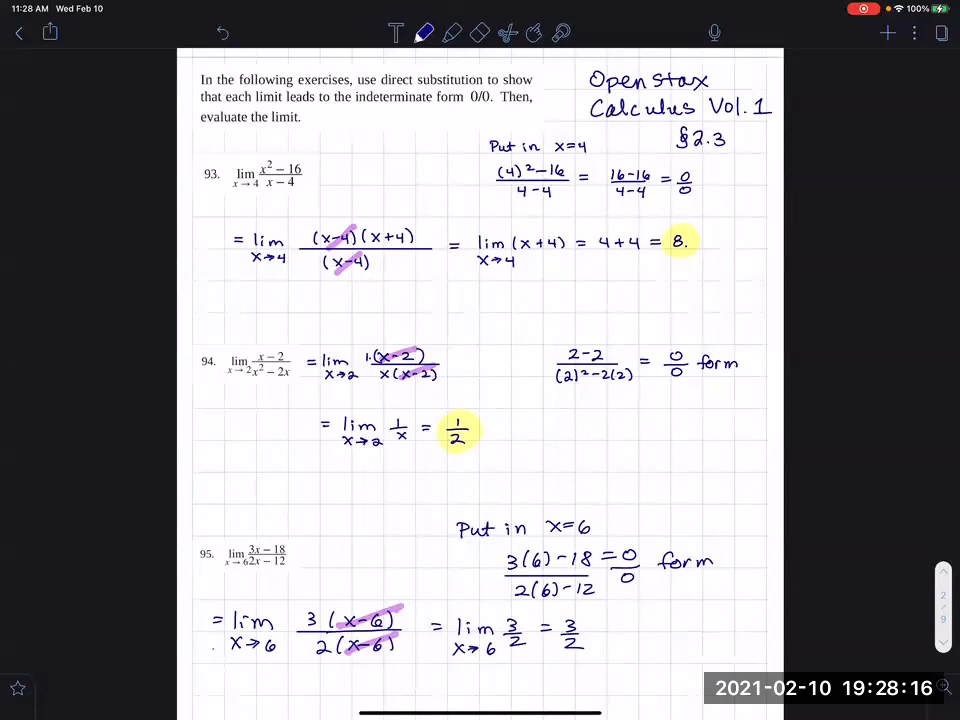 11:28 AM Wed Feb 10
100%
In the following exercises, use direct substitution to show
that each limit leads to the indeterminate form 0/0. Then,
evaluate the limit.
OpenStax
Calculus Vol. 1
§2.3
Put in x=4
93. lim x→4 (x² − 16)/(x − 4)
((4)² − 16)/(4−4) = (16−16)/(4−4) = 0/0
= lim x→4 ((x−4)(x+4))/(x−4) = lim x→4 (x+4) = 4+4 = 8.
94. lim x→2 (x − 2)/(x² − 2x) = lim x→2 (1·(x−2))/(x(x−2))
(2−2)/((2)²−2(2)) = 0/0 form
= lim x→2 1/x = 1/2
Put in x=6
95. lim x→6 (3x − 18)/(2x − 12)
(3(6)−18)/(2(6)−12) = 0/0 form
= lim x→6 (3(x−6))/(2(x−6)) = lim x→6 3/2 = 3/2
2
9
2021-02-10 19:28:16